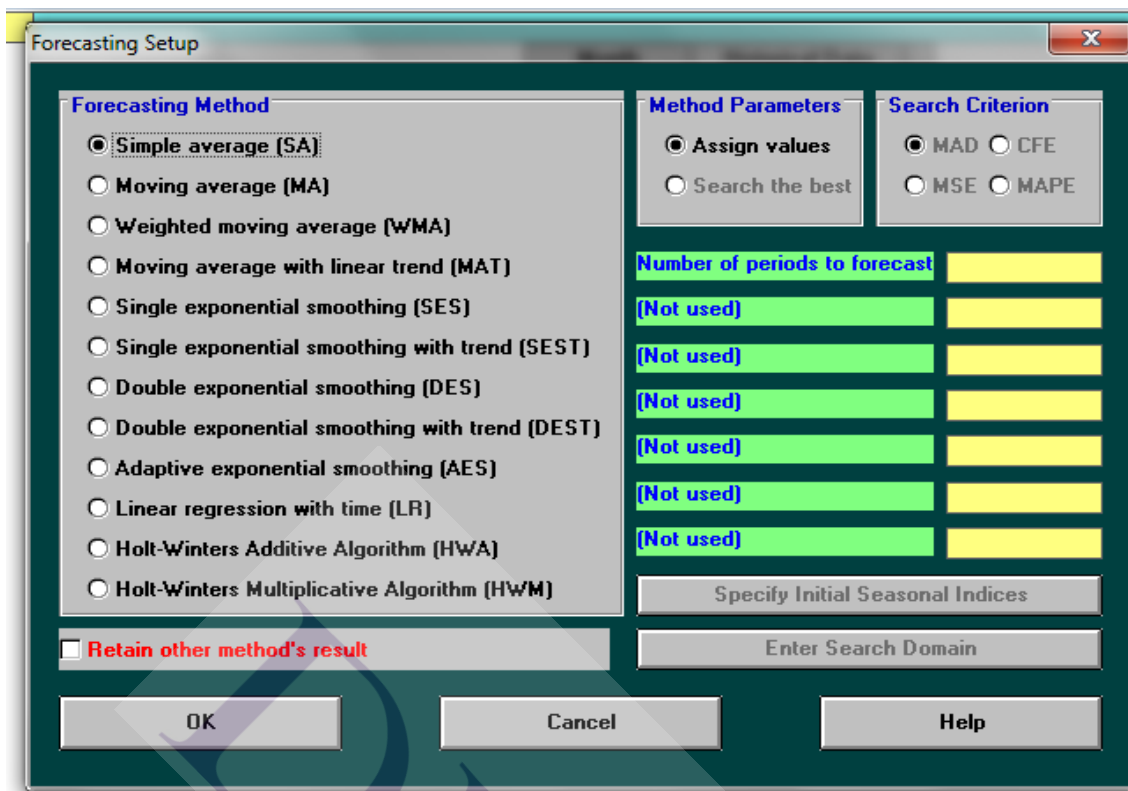 Forecasting Setup
Forecasting Method
Simple average (SA)
Moving average (MA)
Weighted moving average (WMA)
Moving average with linear trend (MAT)
Single exponential smoothing (SES)
Single exponential smoothing with trend (SEST)
Double exponential smoothing (DES)
Double exponential smoothing with trend (DEST)
Adaptive exponential smoothing (AES)
Linear regression with time (LR)
Holt-Winters Additive Algorithm (HWA)
Holt-Winters Multiplicative Algorithm (HWM)
Retain other method's result
Method Parameters
Assign values
Search the best
Search Criterion
MAD CFE
MSE MAPE
Number of periods to forecast
(Not used)
(Not used)
(Not used)
(Not used)
(Not used)
(Not used)
Specify Initial Seasonal Indices
Enter Search Domain
OK Cancel Help